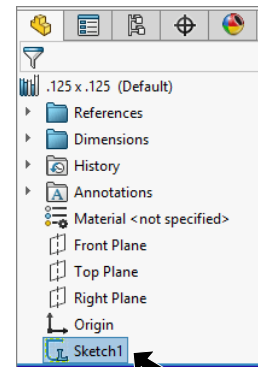 .125 x .125 (Default)
References
Dimensions
History
Annotations
Material <not specified>
Front Plane
Top Plane
Right Plane
Origin
Sketch1